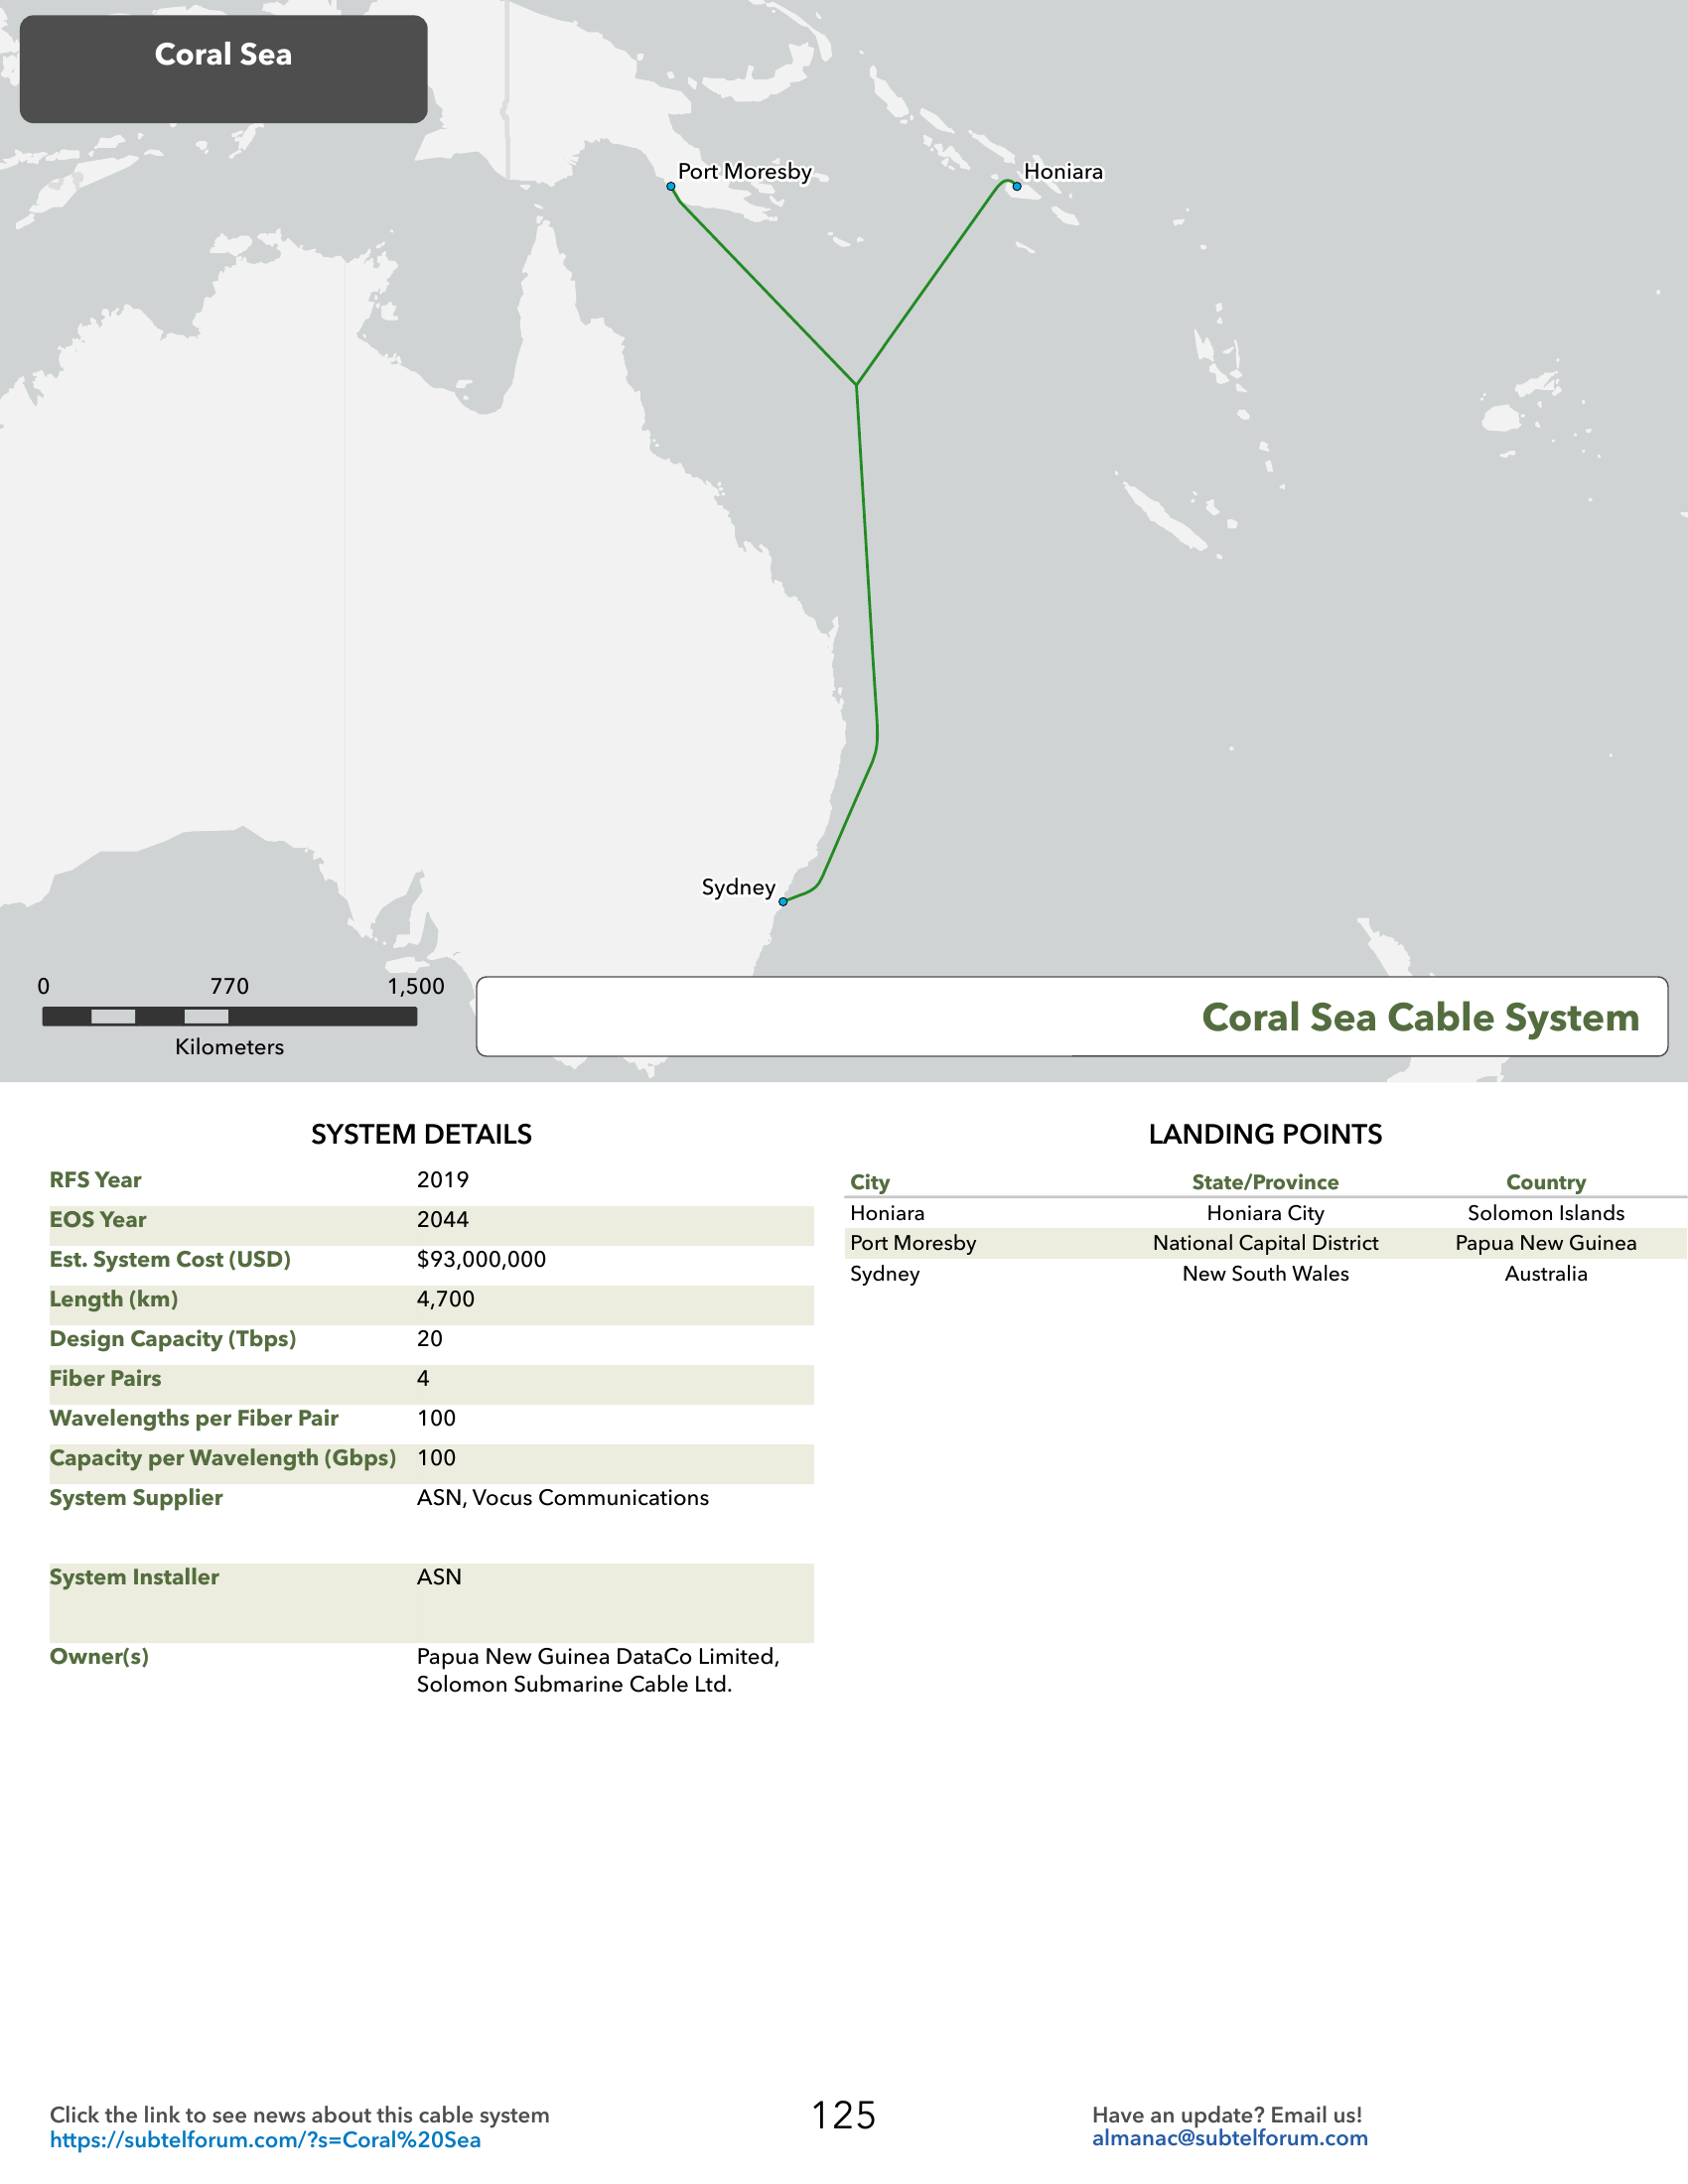 Coral Sea
Port Moresby
Honiara
Sydney
0 770 1,500
Kilometers
Coral Sea Cable System
SYSTEM DETAILS
RFS Year 2019
EOS Year 2044
Est. System Cost (USD) $93,000,000
Length (km) 4,700
Design Capacity (Tbps) 20
Fiber Pairs 4
Wavelengths per Fiber Pair 100
Capacity per Wavelength (Gbps) 100
System Supplier ASN, Vocus Communications
System Installer ASN
Owner(s) Papua New Guinea DataCo Limited,
Solomon Submarine Cable Ltd.
LANDING POINTS
City State/Province Country
Honiara Honiara City Solomon Islands
Port Moresby National Capital District Papua New Guinea
Sydney New South Wales Australia
Click the link to see news about this cable system
https://subtelforum.com/?s=Coral%20Sea
125
Have an update? Email us!
almanac@subtelforum.com